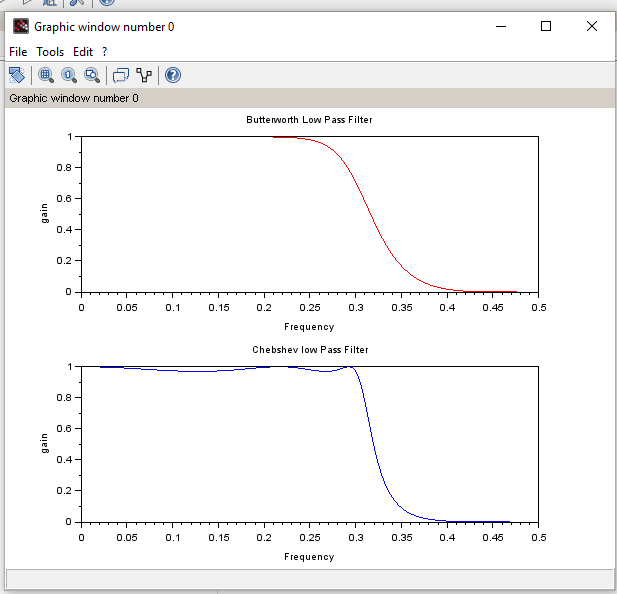 Graphic window number 0
File Tools Edit ?
Graphic window number 0
Butterworth Low Pass Filter
1
0.8
0.6
0.4
0.2
0
gain
0 0.05 0.1 0.15 0.2 0.25 0.3 0.35 0.4 0.45 0.5
Frequency
Chebshev low Pass Filter
1
0.8
0.6
0.4
0.2
0
gain
0 0.05 0.1 0.15 0.2 0.25 0.3 0.35 0.4 0.45 0.5
Frequency